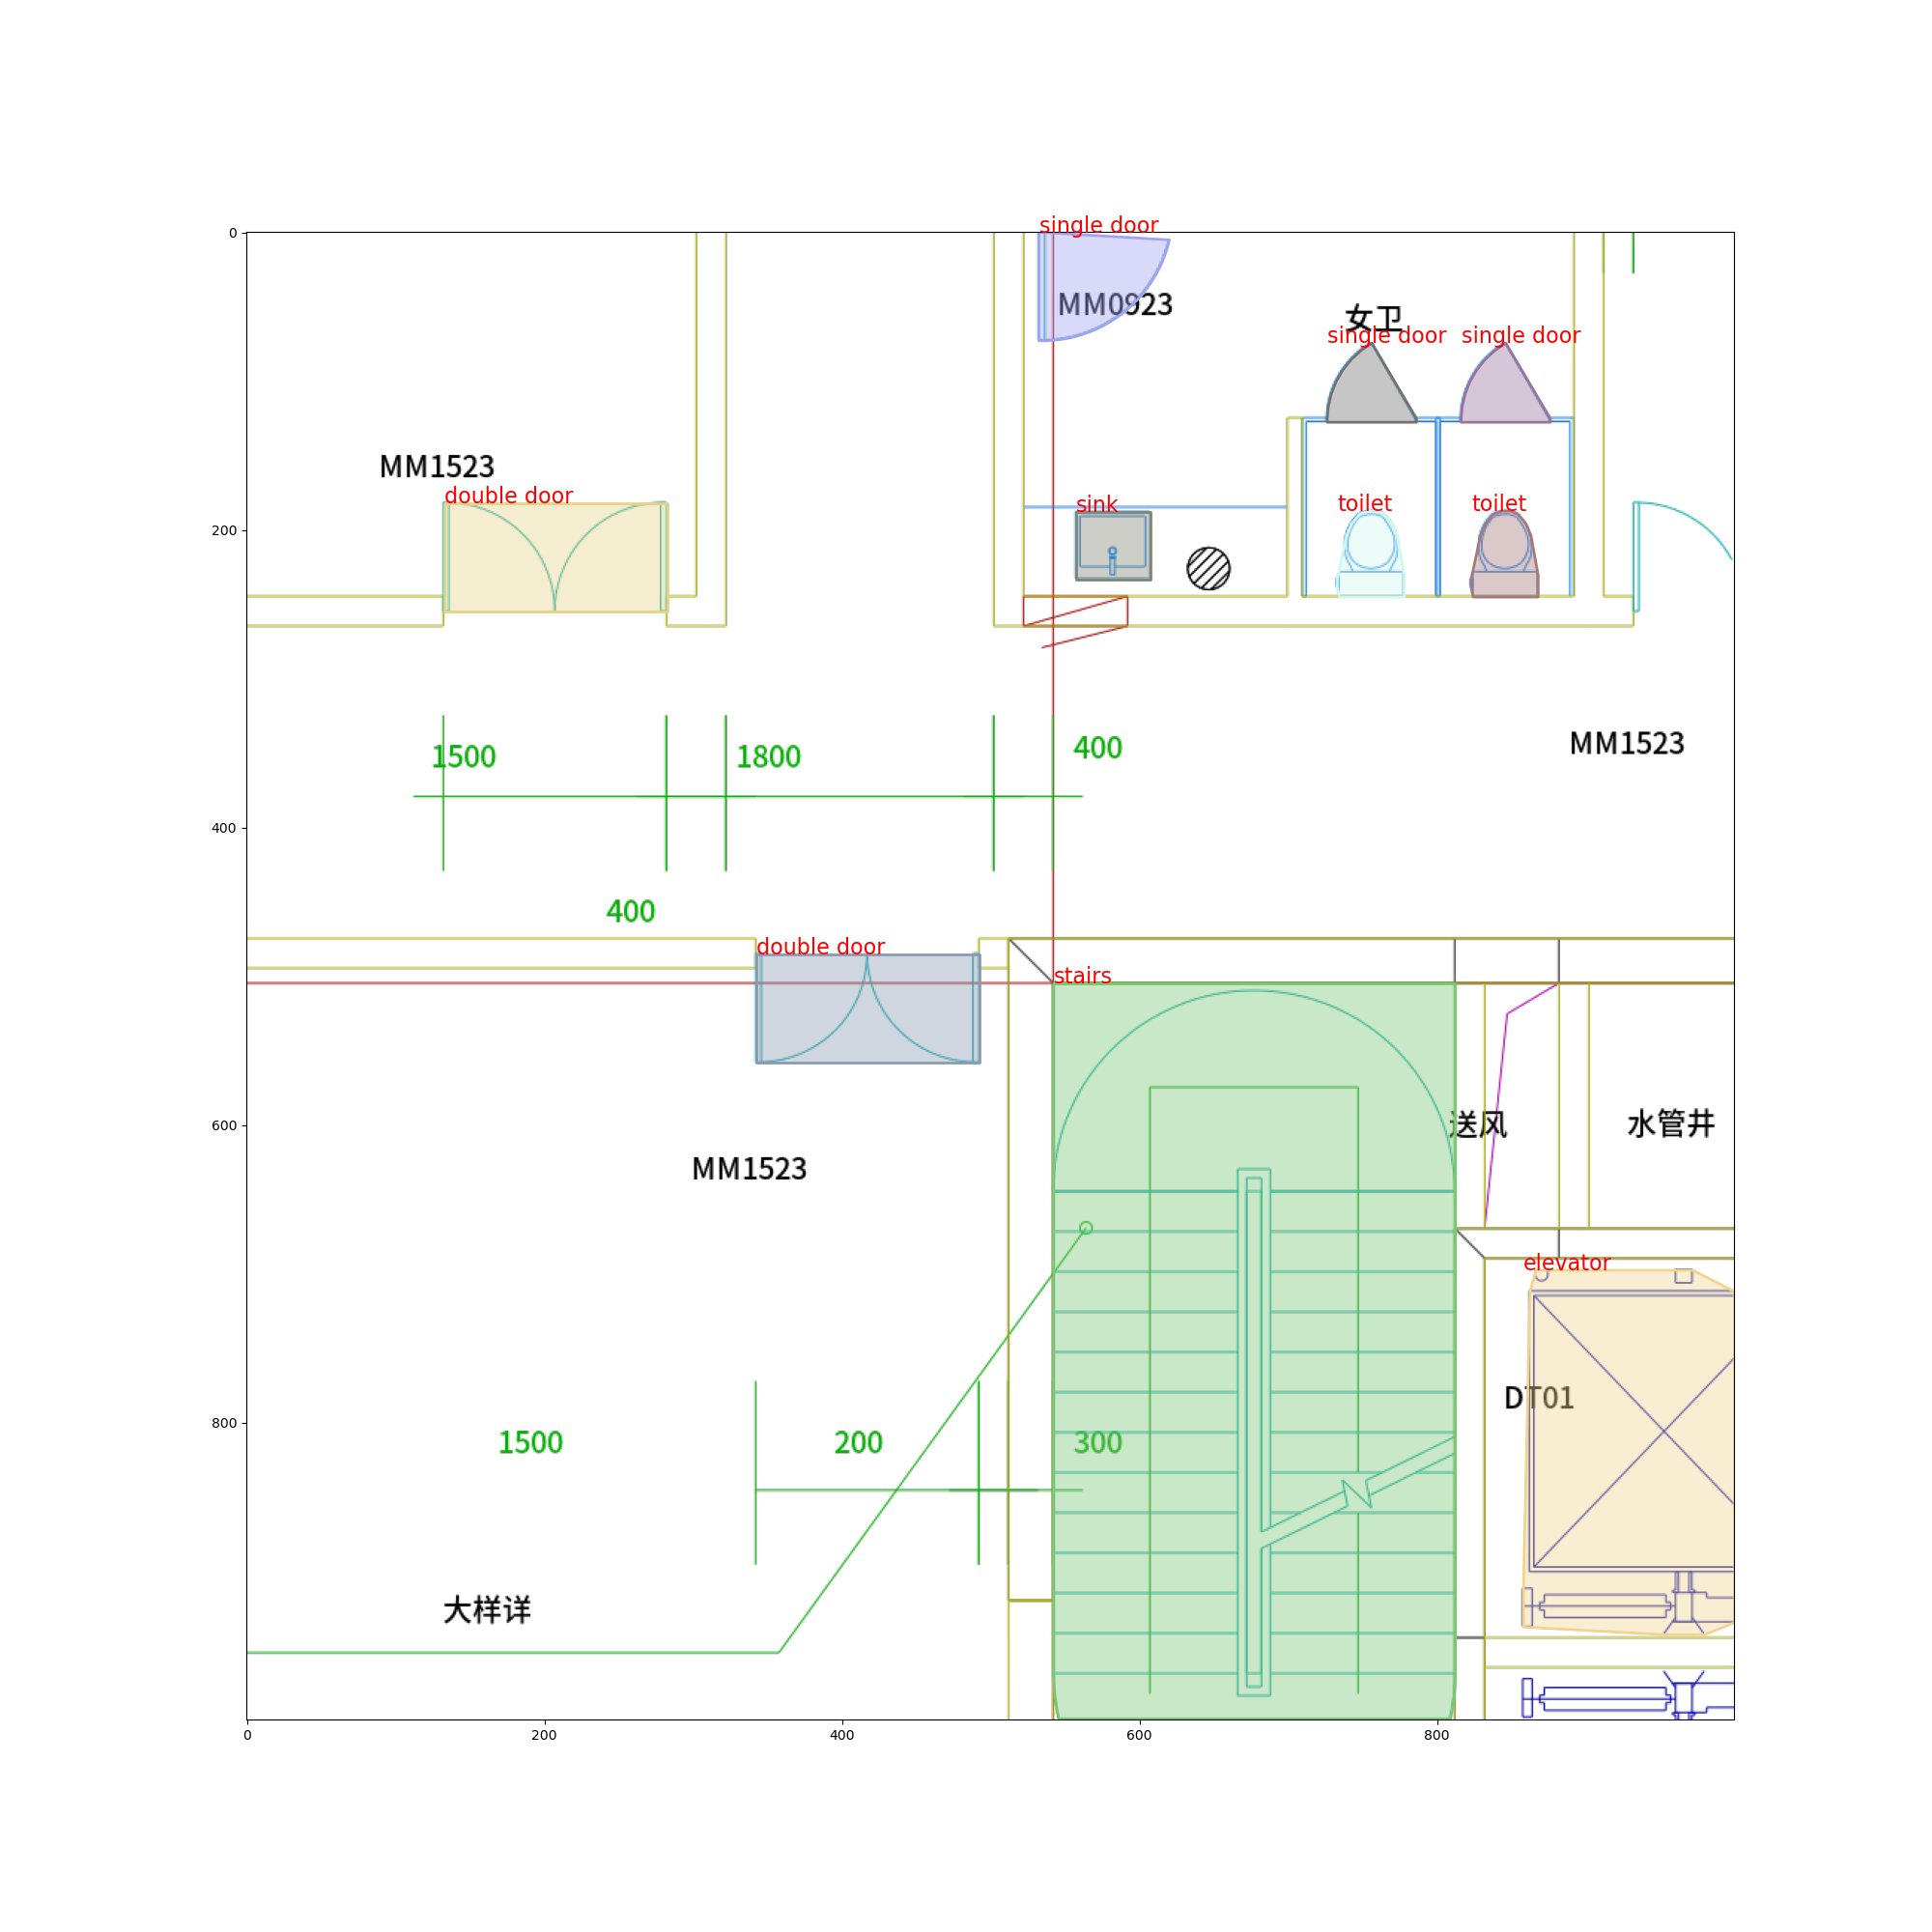 single door
MM0923
女卫
single door
single door
MM1523
double door
sink
toilet
toilet
1500
1800
400
MM1523
400
double door
stairs
送风
水管井
MM1523
elevator
DT01
1500
200
300
大样详
0
200
400
600
800
0
200
400
600
800